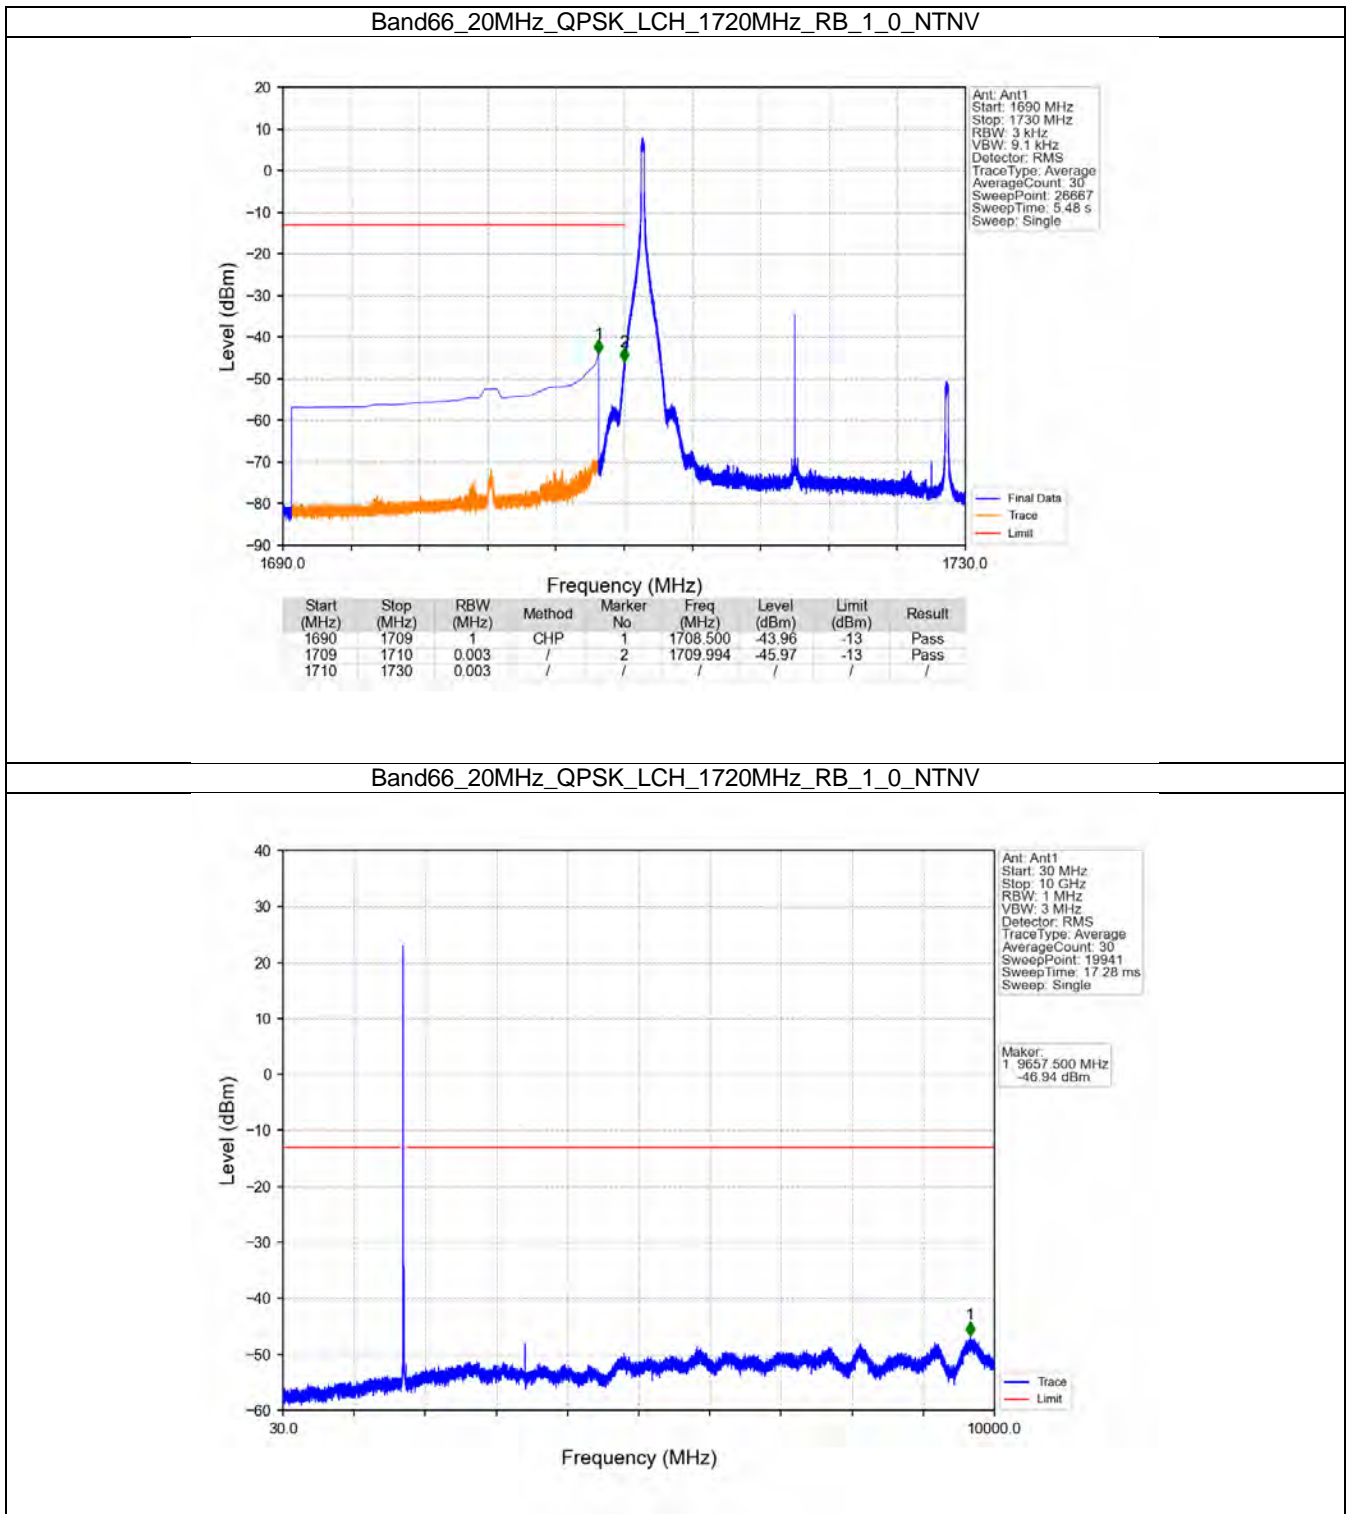 Band66_20MHz_QPSK_LCH_1720MHz_RB_1_0_NTNV
20
10
0
−10
−20
−30
−40
−50
−60
−70
−80
−90
Level (dBm)
1690.0
1730.0
Frequency (MHz)
1
2
Ant: Ant1
Start: 1690 MHz
Stop: 1730 MHz
RBW: 3 kHz
VBW: 9.1 kHz
Detector: RMS
TraceType: Average
AverageCount: 30
SweepPoint: 26667
SweepTime: 5.48 s
Sweep: Single
Final Data
Trace
Limit
Start (MHz) Stop (MHz) RBW (MHz) Method Marker No Freq (MHz) Level (dBm) Limit (dBm) Result
1690 1709 1 CHP 1 1708.500 -43.96 -13 Pass
1709 1710 0.003 / 2 1709.994 -45.97 -13 Pass
1710 1730 0.003 / / / / / /
Band66_20MHz_QPSK_LCH_1720MHz_RB_1_0_NTNV
40
30
20
10
0
−10
−20
−30
−40
−50
−60
Level (dBm)
30.0
10000.0
Frequency (MHz)
1
Ant: Ant1
Start: 30 MHz
Stop: 10 GHz
RBW: 1 MHz
VBW: 3 MHz
Detector: RMS
TraceType: Average
AverageCount: 30
SweepPoint: 19941
SweepTime: 17.28 ms
Sweep: Single
Maker:
1 9657.500 MHz
-46.94 dBm
Trace
Limit